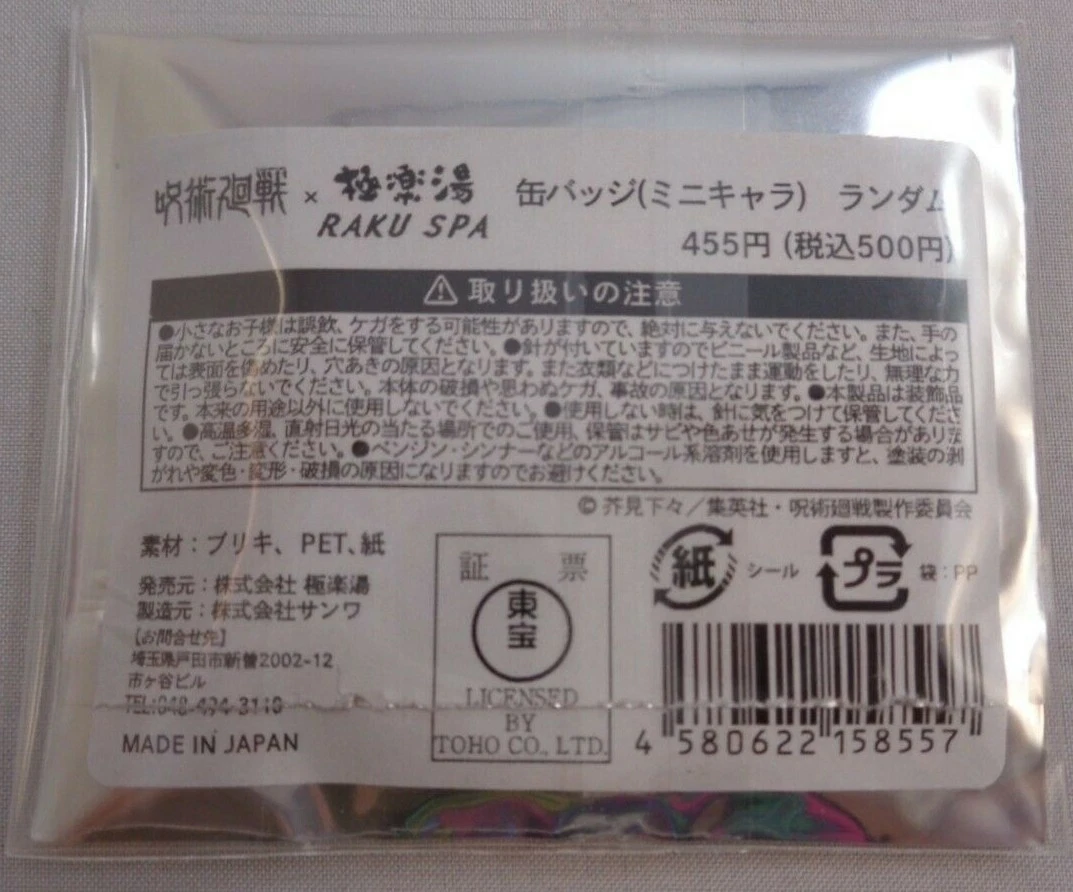 呪術廻戦 × 極楽湯 RAKU SPA 缶バッジ(ミニキャラ) ランダム
455円 (税込500円)
⚠取り扱いの注意
●小さなお子様は誤飲、ケガをする可能性がありますので、絶対に与えないでください。また、手の
届かないところに安全に保管してください。●針が付いていますのでビニール製品など、生地によっ
ては表面を傷めたり、穴あきの原因となります。また衣類などにつけたまま運動をしたり、無理な力
で引っ張らないでください。本体の破損や思わぬケガ、事故の原因となります。●本製品は装飾品
です。本来の用途以外に使用しないでください。●使用しない時は、針に気をつけて保管してくださ
い。●高温多湿、直射日光の当たる場所でのご使用、保管はサビや色あせが発生する場合がありま
すので、ご注意ください。●ベンジン・シンナーなどのアルコール系溶剤を使用しますと、塗装の剥
がれや変色・変形・破損の原因になりますのでお避けください。
© 芥見下々／集英社・呪術廻戦製作委員会
素材：ブリキ、PET、紙
発売元：株式会社 極楽湯
製造元：株式会社サンワ
【お問合せ先】
埼玉県戸田市新曽2002-12
市ヶ谷ビル
TEL:048-494-3110
MADE IN JAPAN
証 票
東宝
LICENSED
BY
TOHO CO., LTD.
紙 シール
プラ 袋：PP
4 580622 158557